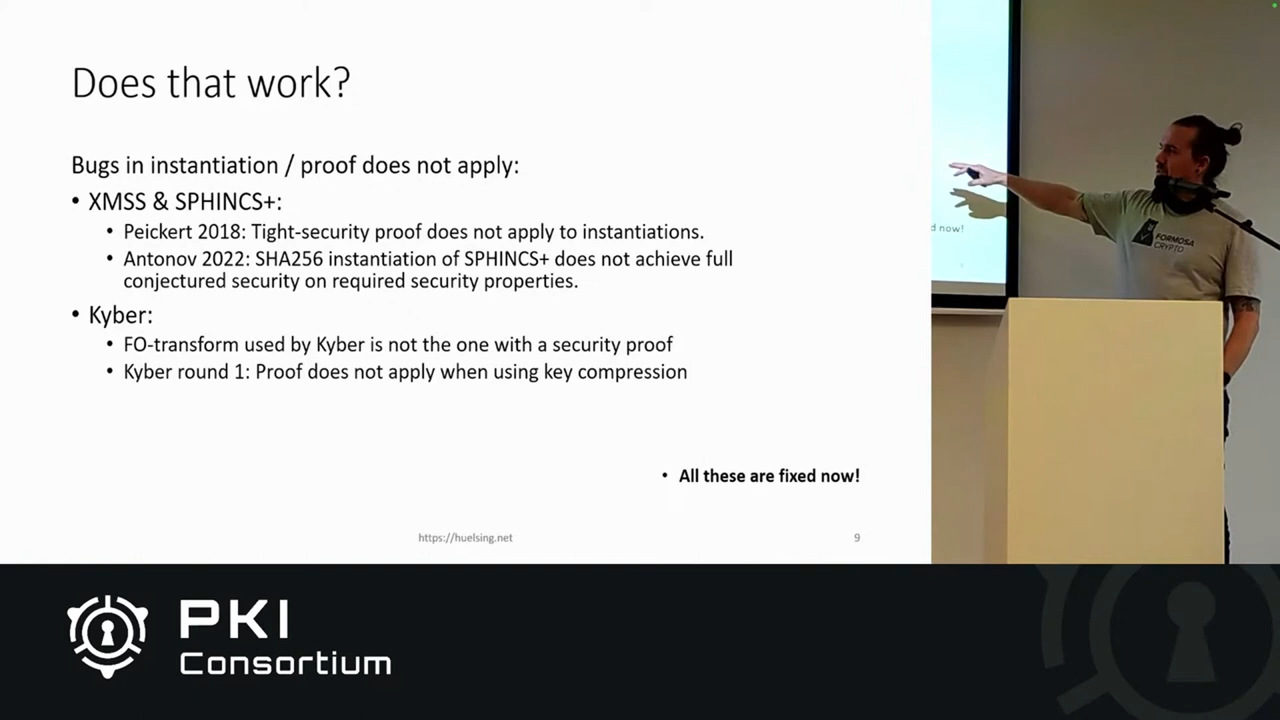 Does that work?
Bugs in instantiation / proof does not apply:
• XMSS & SPHINCS+:
• Peickert 2018: Tight-security proof does not apply to instantiations.
• Antonov 2022: SHA256 instantiation of SPHINCS+ does not achieve full
conjectured security on required security properties.
• Kyber:
• FO-transform used by Kyber is not the one with a security proof
• Kyber round 1: Proof does not apply when using key compression
• All these are fixed now!
https://huelsing.net
9
d now!
FORMOSA
CRYPTO
PKI
Consortium